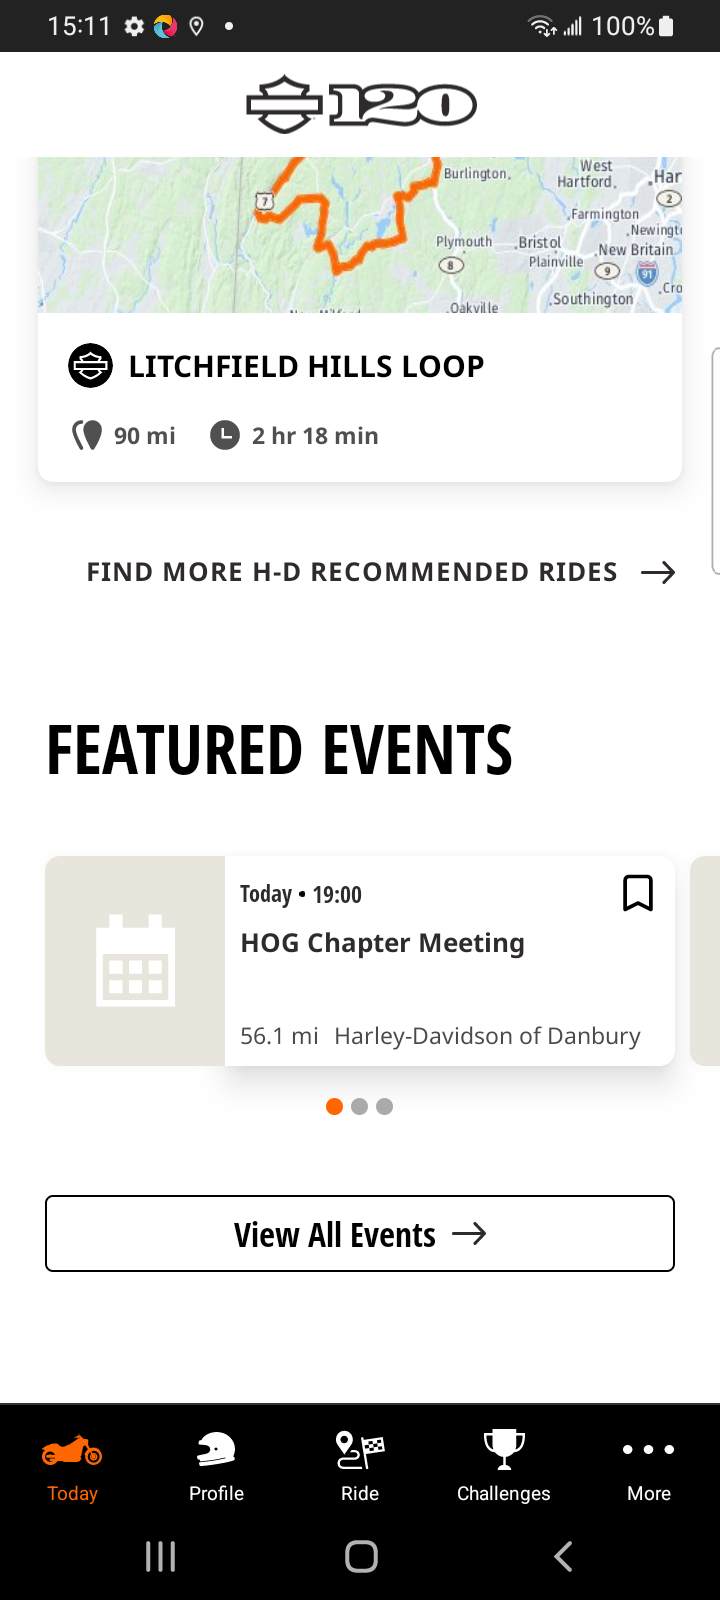 15:11 100%
120
Burlington
West
Hartford
Har
7
2
Farmington
Newingt
Plymouth
Bristol
New Britain
Plainville
8
9
91
Cro
Southington
Oakville
LITCHFIELD HILLS LOOP
90 mi 2 hr 18 min
FIND MORE H-D RECOMMENDED RIDES
FEATURED EVENTS
Today • 19:00
HOG Chapter Meeting
56.1 mi Harley-Davidson of Danbury
View All Events
Today Profile Ride Challenges More